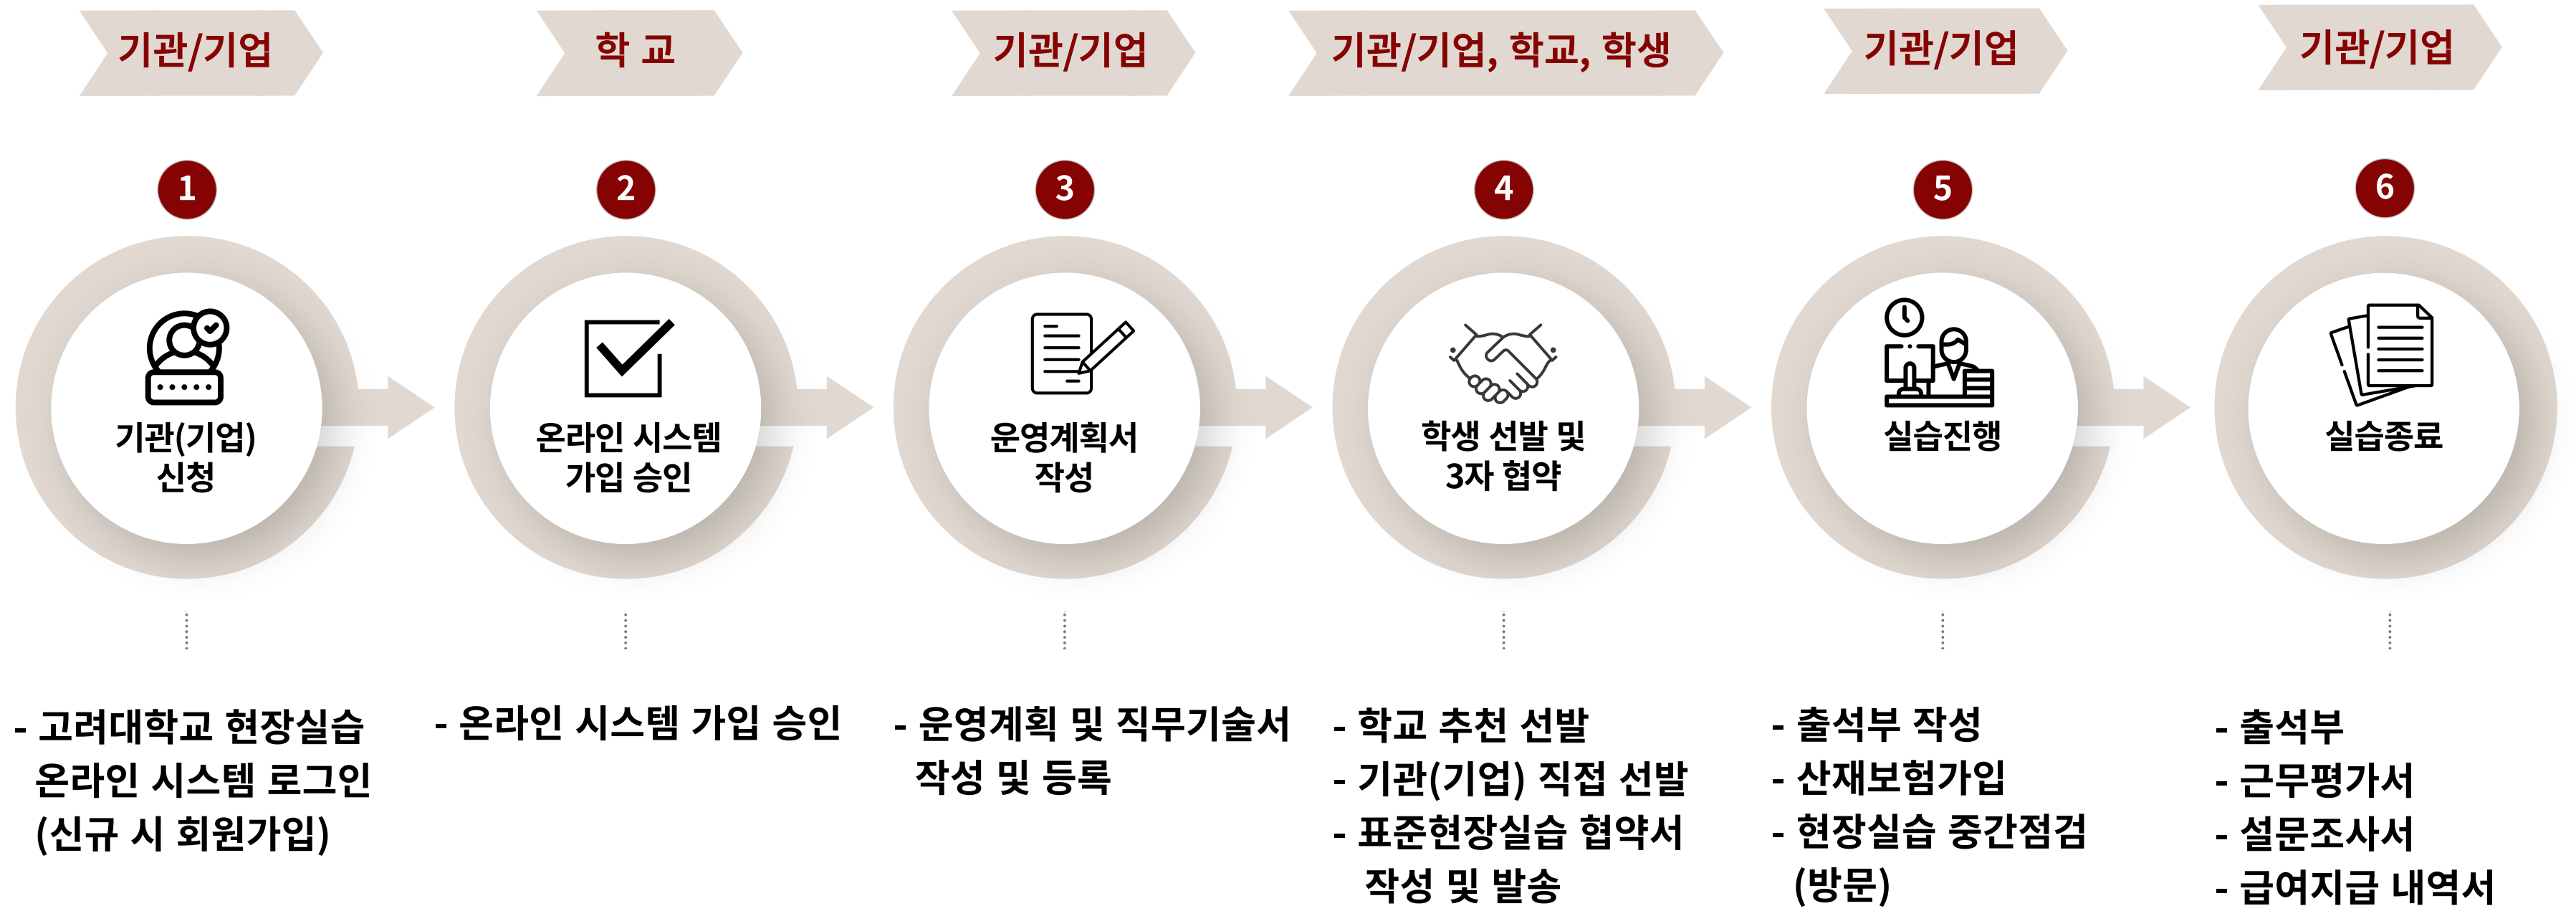 기관/기업
학 교
기관/기업
기관/기업, 학교, 학생
기관/기업
기관/기업
1
2
3
4
5
6
기관(기업)
신청
온라인 시스템
가입 승인
운영계획서
작성
학생 선발 및
3자 협약
실습진행
실습종료
- 고려대학교 현장실습
온라인 시스템 로그인
(신규 시 회원가입)
- 온라인 시스템 가입 승인
- 운영계획 및 직무기술서
작성 및 등록
- 학교 추천 선발
- 기관(기업) 직접 선발
- 표준현장실습 협약서
작성 및 발송
- 출석부 작성
- 산재보험가입
- 현장실습 중간점검
(방문)
- 출석부
- 근무평가서
- 설문조사서
- 급여지급 내역서